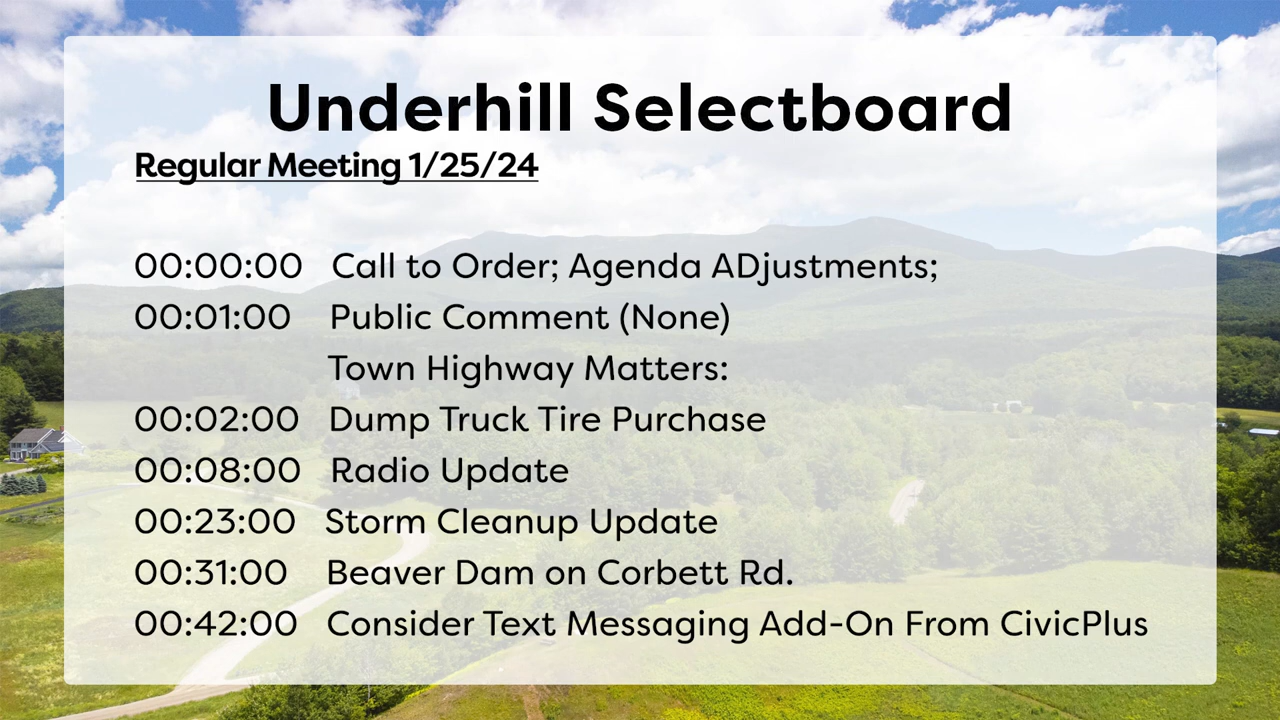 Underhill Selectboard
Regular Meeting 1/25/24
00:00:00 Call to Order; Agenda ADjustments;
00:01:00 Public Comment (None)
Town Highway Matters:
00:02:00 Dump Truck Tire Purchase
00:08:00 Radio Update
00:23:00 Storm Cleanup Update
00:31:00 Beaver Dam on Corbett Rd.
00:42:00 Consider Text Messaging Add-On From CivicPlus